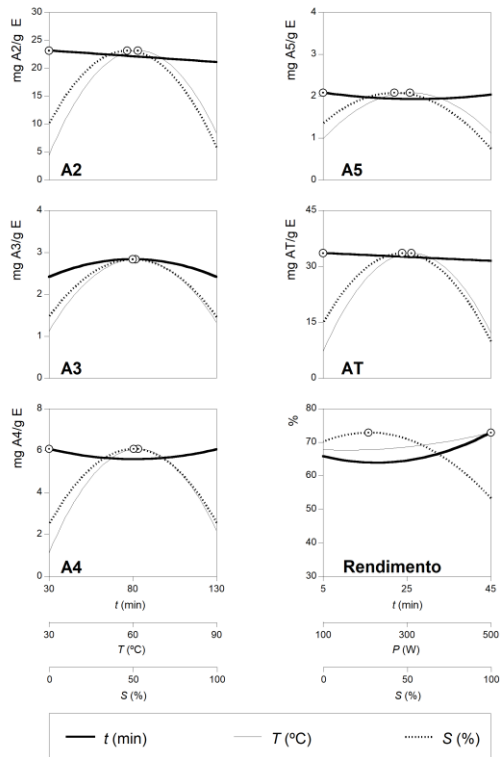 mg A2/g E
30
25
20
15
10
5
0
A2
mg A5/g E
4
3
2
1
0
A5
mg A3/g E
4
3
2
1
0
A3
mg AT/g E
45
30
15
0
AT
mg A4/g E
8
6
4
2
0
A4
30 80 130
t (min)
30 60 90
T (ºC)
0 50 100
S (%)
%
80
70
60
50
40
30
Rendimento
5 25 45
t (min)
100 300 500
P (W)
0 50 100
S (%)
t (min) T (ºC) S (%)